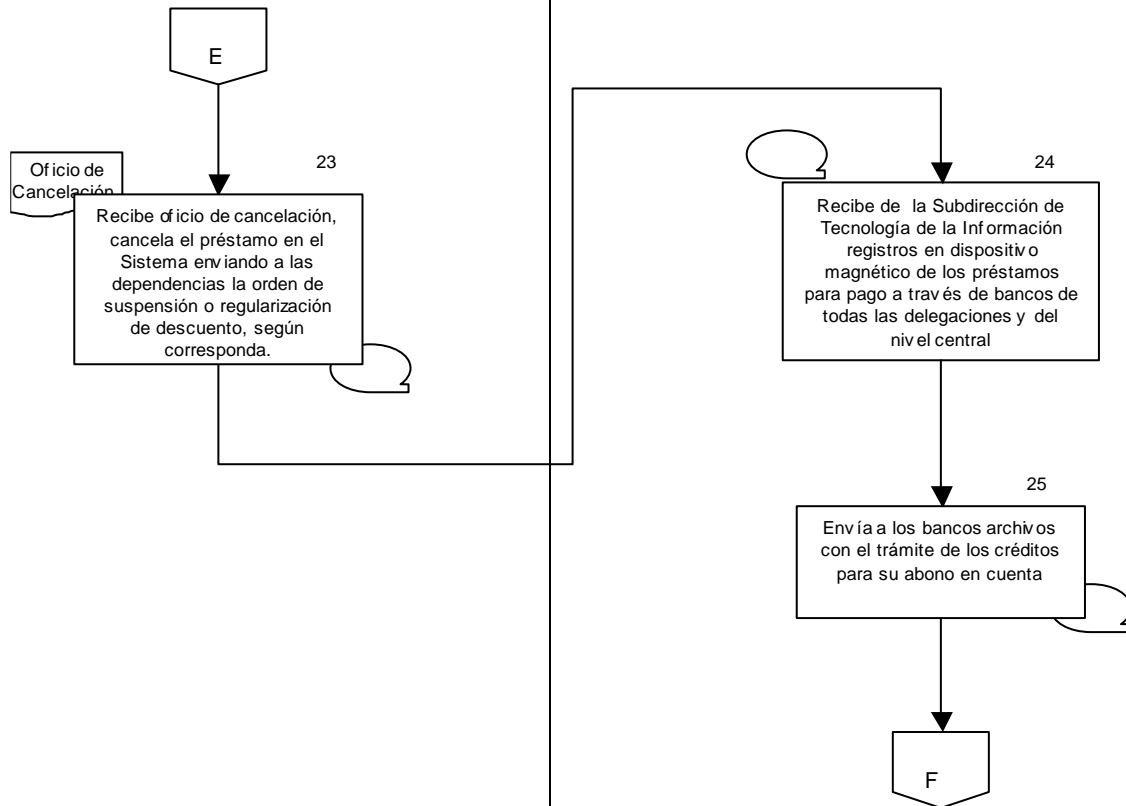 E
Oficio de
Cancelación
23
Recibe oficio de cancelación,
cancela el préstamo en el
Sistema enviando a las
dependencias la orden de
suspensión o regularización
de descuento, según
corresponda.
24
Recibe de la Subdirección de
Tecnología de la Información
registros en dispositivo
magnético de los préstamos
para pago a través de bancos de
todas las delegaciones y del
nivel central
25
Envía a los bancos archivos
con el trámite de los créditos
para su abono en cuenta
F